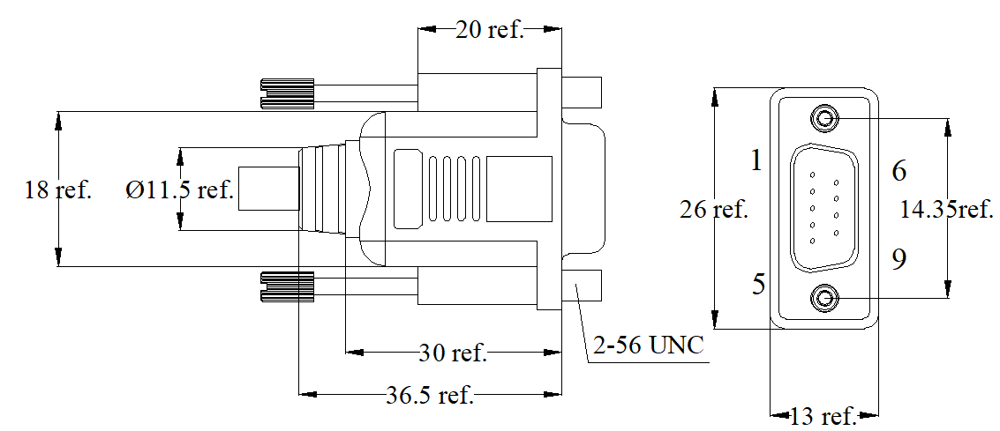 20 ref.
18 ref.
Ø11.5 ref.
30 ref.
36.5 ref.
2-56 UNC
1
6
26 ref.
14.35ref.
9
5
13 ref.